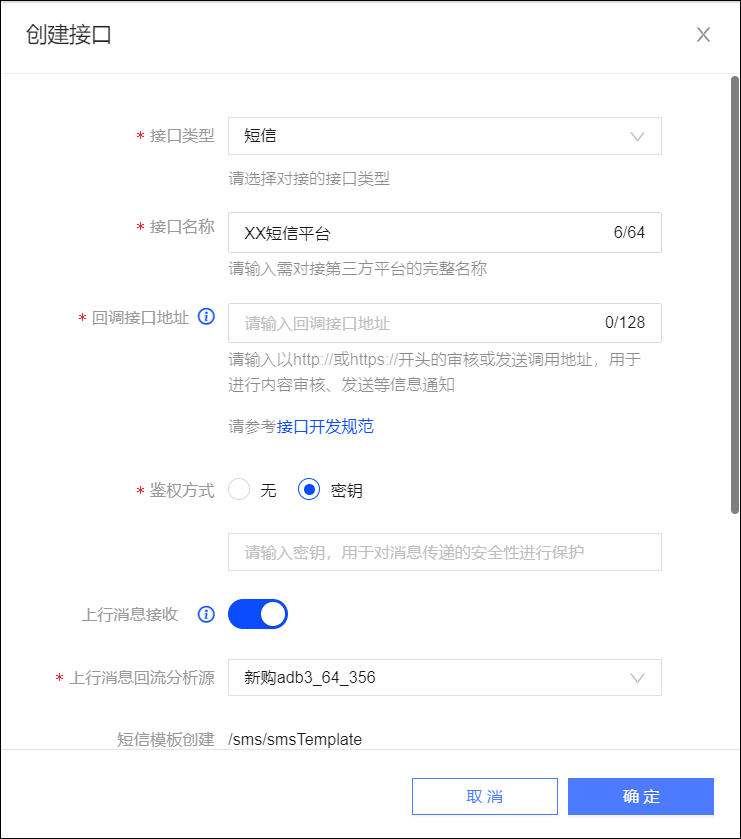 创建接口
* 接口类型 短信
请选择对接的接口类型
* 接口名称 XX短信平台 6/64
请输入需对接第三方平台的完整名称
* 回调接口地址 请输入回调接口地址 0/128
请输入以http://或https://开头的审核或发送调用地址，用于
进行内容审核、发送等信息通知
请参考接口开发规范
* 鉴权方式 无 密钥
请输入密钥，用于对消息传递的安全性进行保护
上行消息接收
* 上行消息回流分析源 新购adb3_64_356
短信模板创建 /sms/smsTemplate
取 消 确 定